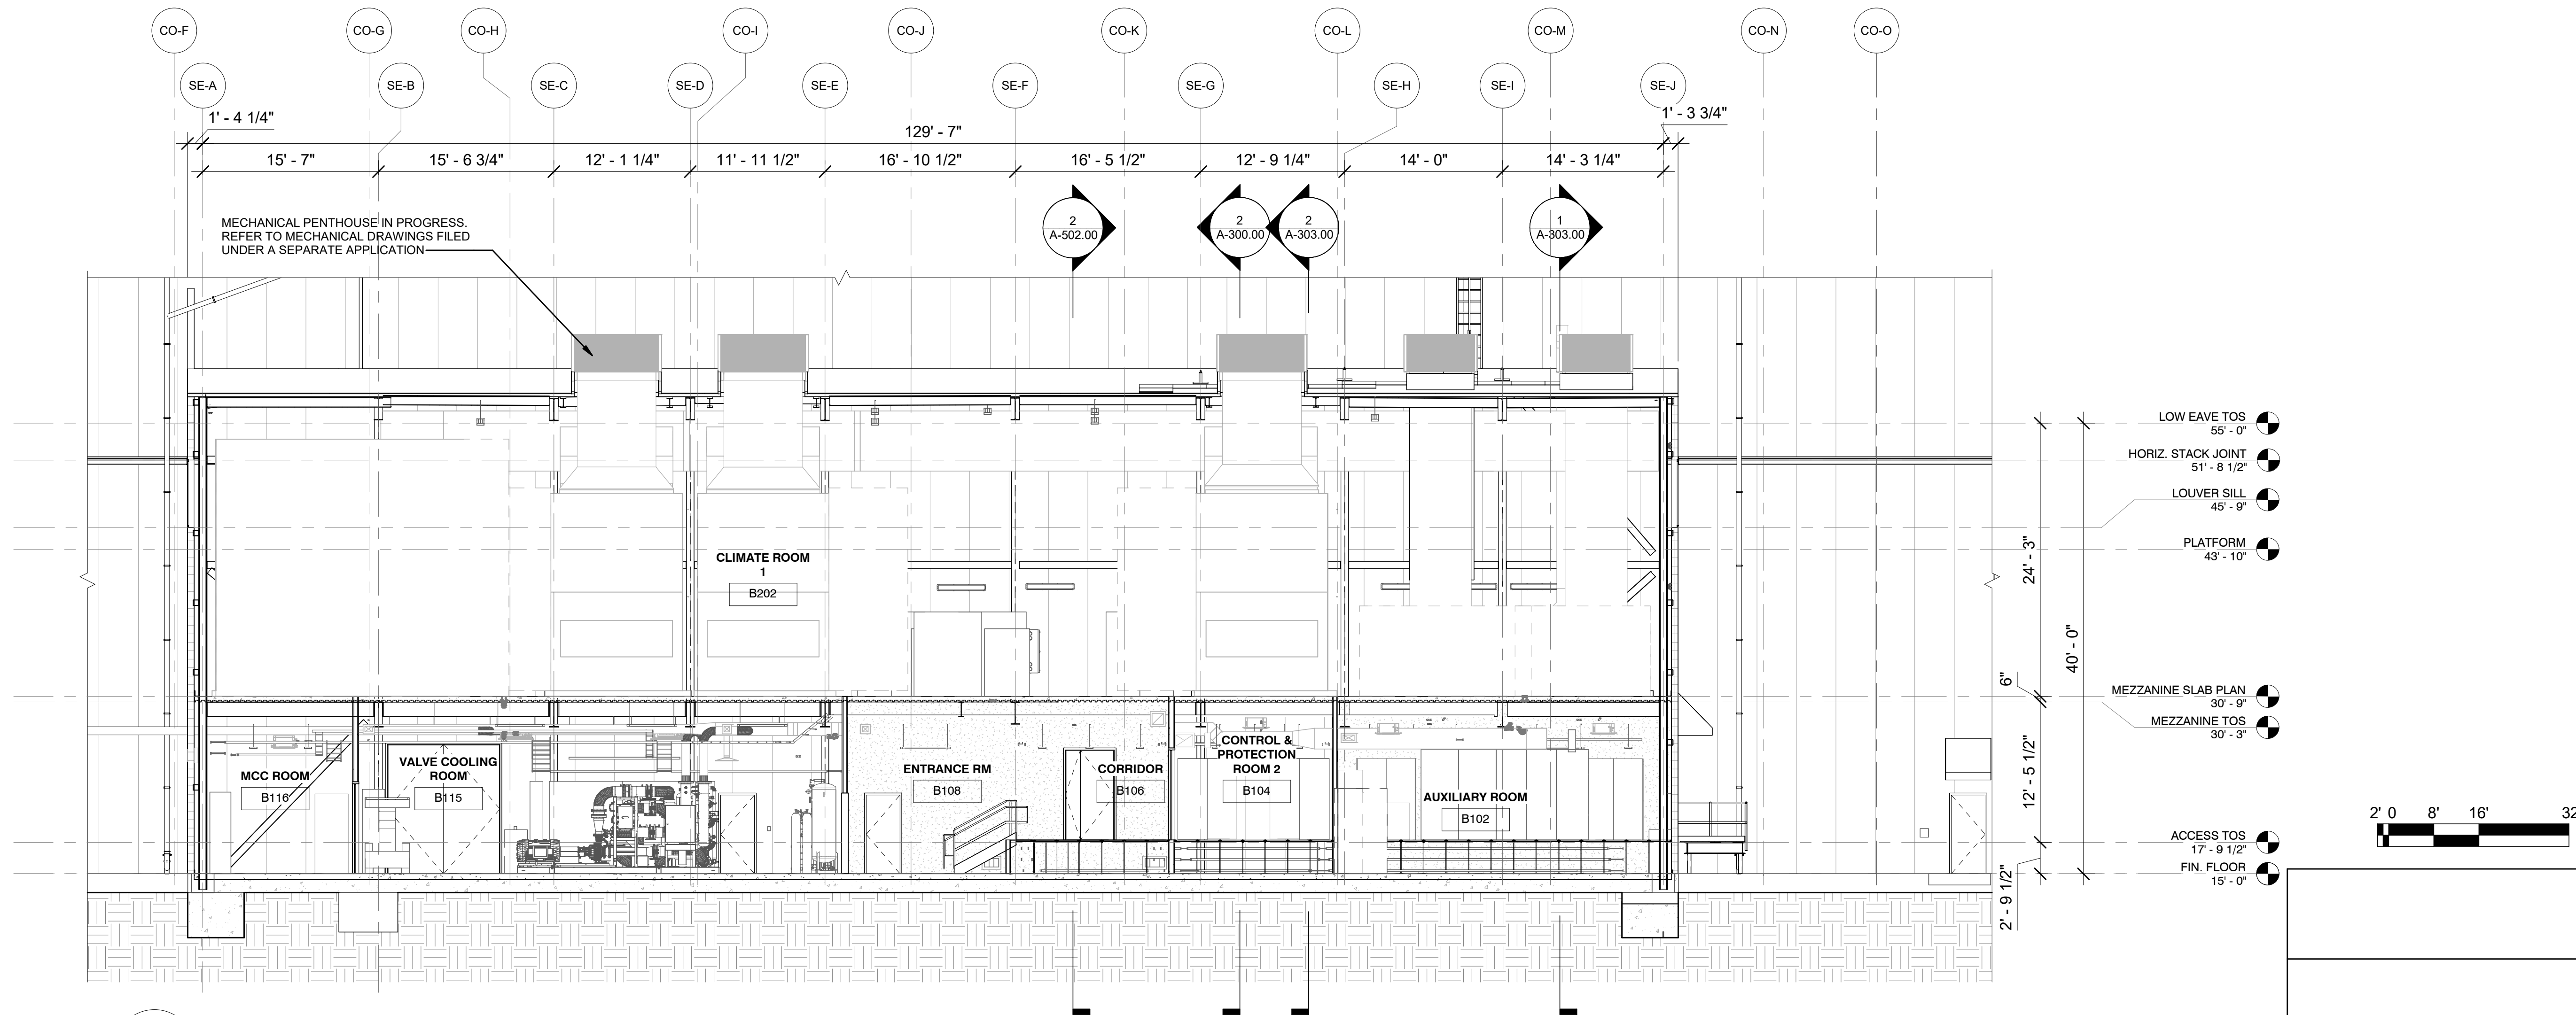 CO-F
CO-G
CO-H
CO-I
CO-J
CO-K
CO-L
CO-M
CO-N
CO-O
SE-A
SE-B
SE-C
SE-D
SE-E
SE-F
SE-G
SE-H
SE-I
SE-J
1' - 4 1/4"
129' - 7"
1' - 3 3/4"
15' - 7"
15' - 6 3/4"
12' - 1 1/4"
11' - 11 1/2"
16' - 10 1/2"
16' - 5 1/2"
12' - 9 1/4"
14' - 0"
14' - 3 1/4"
MECHANICAL PENTHOUSE IN PROGRESS.
REFER TO MECHANICAL DRAWINGS FILED
UNDER A SEPARATE APPLICATION
2
A-502.00
2
A-300.00
2
A-303.00
1
A-303.00
LOW EAVE TOS
55' - 0"
HORIZ. STACK JOINT
51' - 8 1/2"
LOUVER SILL
45' - 9"
PLATFORM
43' - 10"
MEZZANINE SLAB PLAN
30' - 9"
MEZZANINE TOS
30' - 3"
ACCESS TOS
17' - 9 1/2"
FIN. FLOOR
15' - 0"
24' - 3"
40' - 0"
6"
12' - 5 1/2"
2' - 9 1/2"
CLIMATE ROOM
1
B202
MCC ROOM
B116
VALVE COOLING
ROOM
B115
ENTRANCE RM
B108
CORRIDOR
B106
CONTROL &
PROTECTION
ROOM 2
B104
AUXILIARY ROOM
B102
2' 0 8' 16' 32